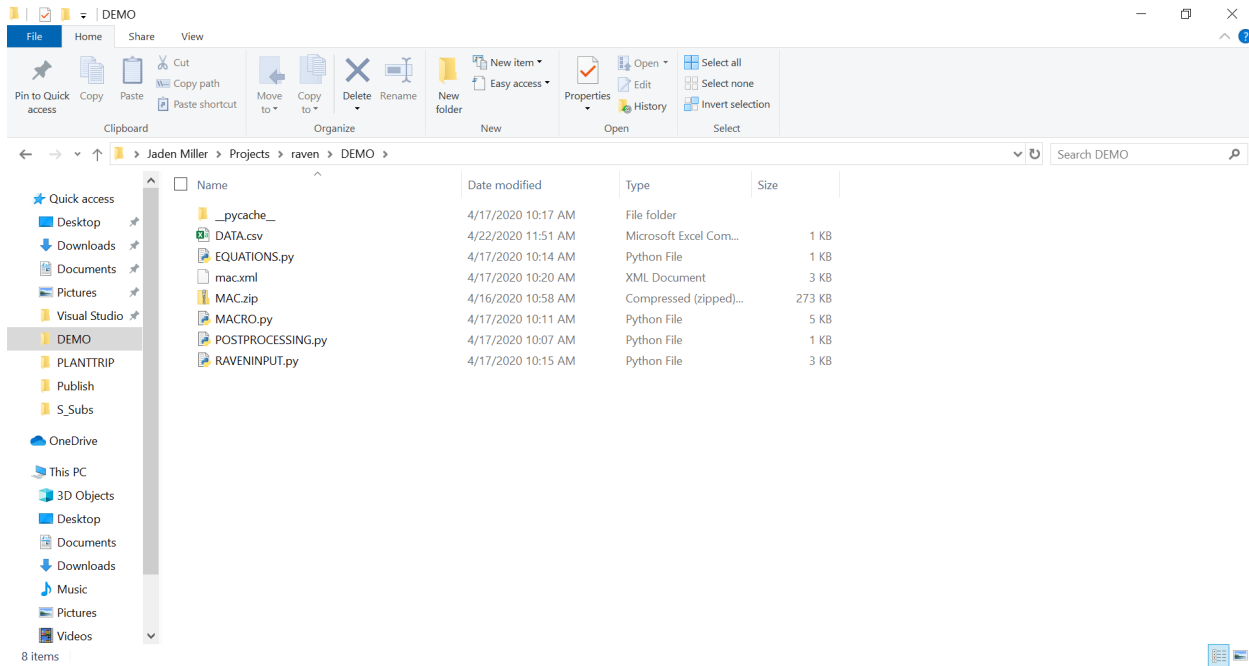 DEMO
File Home Share View
?
Pin to Quick access
Copy
Paste
Cut
Copy path
Paste shortcut
Clipboard
Move to
Copy to
Delete
Rename
Organize
New folder
New item
Easy access
New
Properties
Open
Edit
History
Open
Select all
Select none
Invert selection
Select
Jaden Miller > Projects > raven > DEMO >
Search DEMO
Quick access
Desktop
Downloads
Documents
Pictures
Visual Studio
DEMO
PLANTTRIP
Publish
S_Subs
OneDrive
This PC
3D Objects
Desktop
Documents
Downloads
Music
Pictures
Videos
Name Date modified Type Size
__pycache__ 4/17/2020 10:17 AM File folder
DATA.csv 4/22/2020 11:51 AM Microsoft Excel Com... 1 KB
EQUATIONS.py 4/17/2020 10:14 AM Python File 1 KB
mac.xml 4/17/2020 10:20 AM XML Document 3 KB
MAC.zip 4/16/2020 10:58 AM Compressed (zipped)... 273 KB
MACRO.py 4/17/2020 10:11 AM Python File 5 KB
POSTPROCESSING.py 4/17/2020 10:07 AM Python File 1 KB
RAVENINPUT.py 4/17/2020 10:15 AM Python File 3 KB
8 items